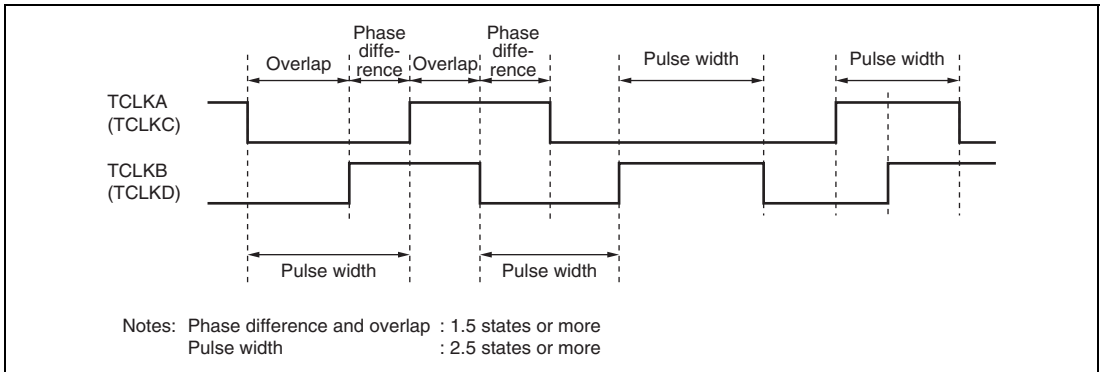 Phase
diffe-
rence
Phase
diffe-
rence
Overlap
Overlap
Pulse width
Pulse width
TCLKA
(TCLKC)
TCLKB
(TCLKD)
Pulse width
Pulse width
Notes: Phase difference and overlap : 1.5 states or more
Pulse width : 2.5 states or more